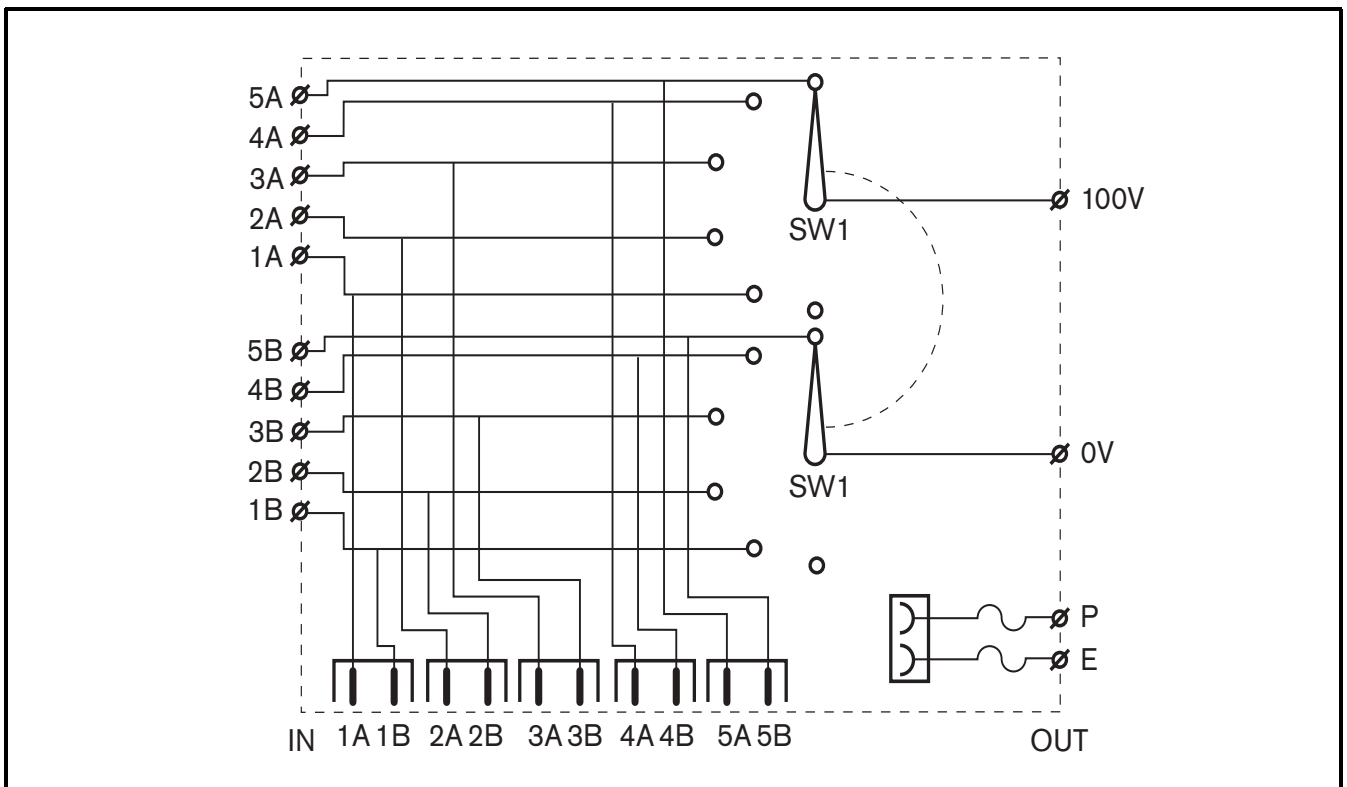 5A
4A
3A
2A
1A
100V
SW1
5B
4B
3B
2B
1B
0V
SW1
P
E
IN 1A 1B 2A 2B 3A 3B 4A 4B 5A 5B OUT